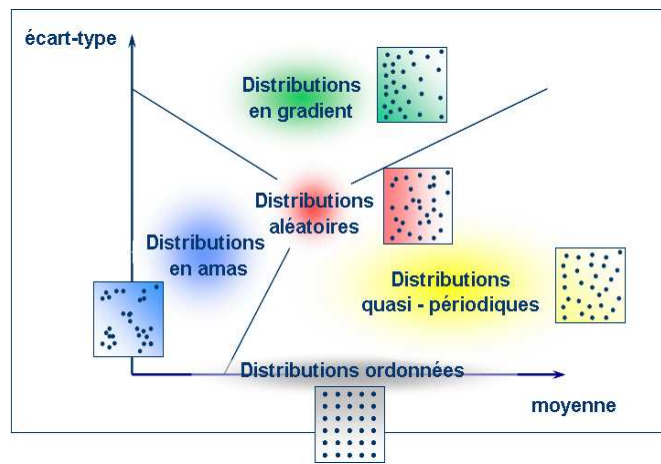 écart-type
Distributions
en gradient
Distributions
aléatoires
Distributions
en amas
Distributions
quasi - périodiques
Distributions ordonnées
moyenne